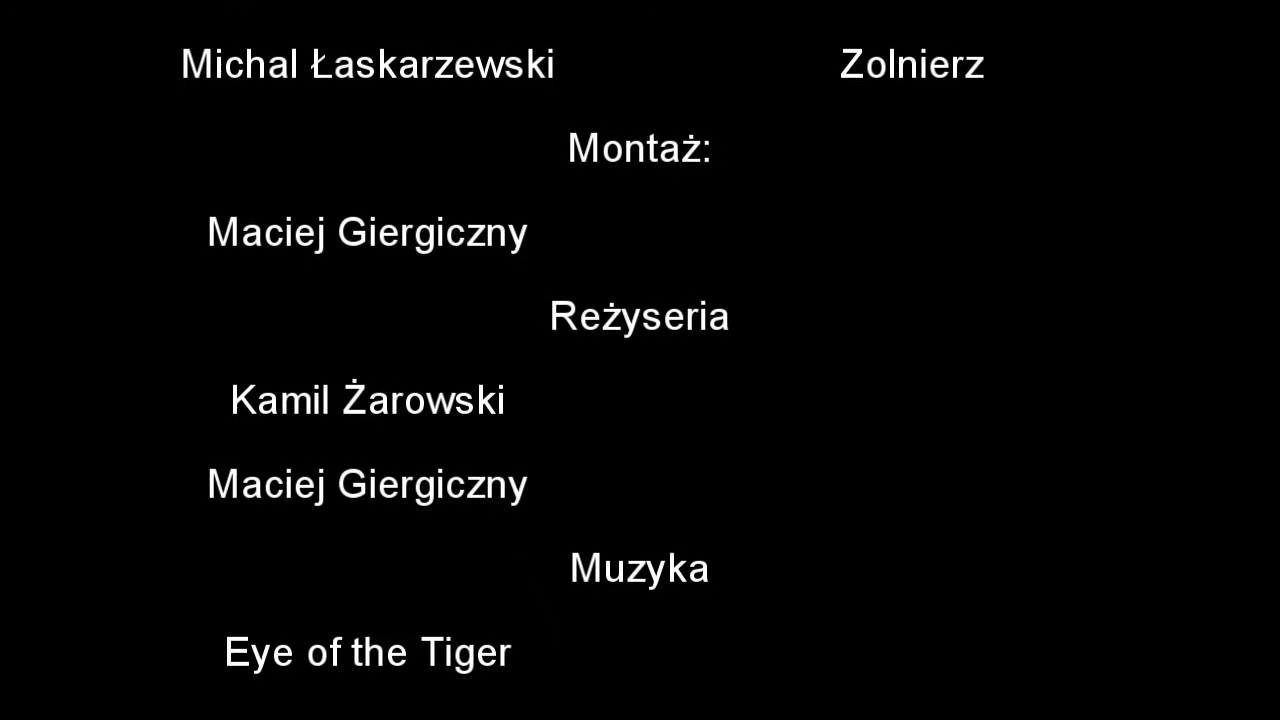 Michal Łaskarzewski Zolnierz
Montaż:
Maciej Giergiczny
Reżyseria
Kamil Żarowski
Maciej Giergiczny
Muzyka
Eye of the Tiger